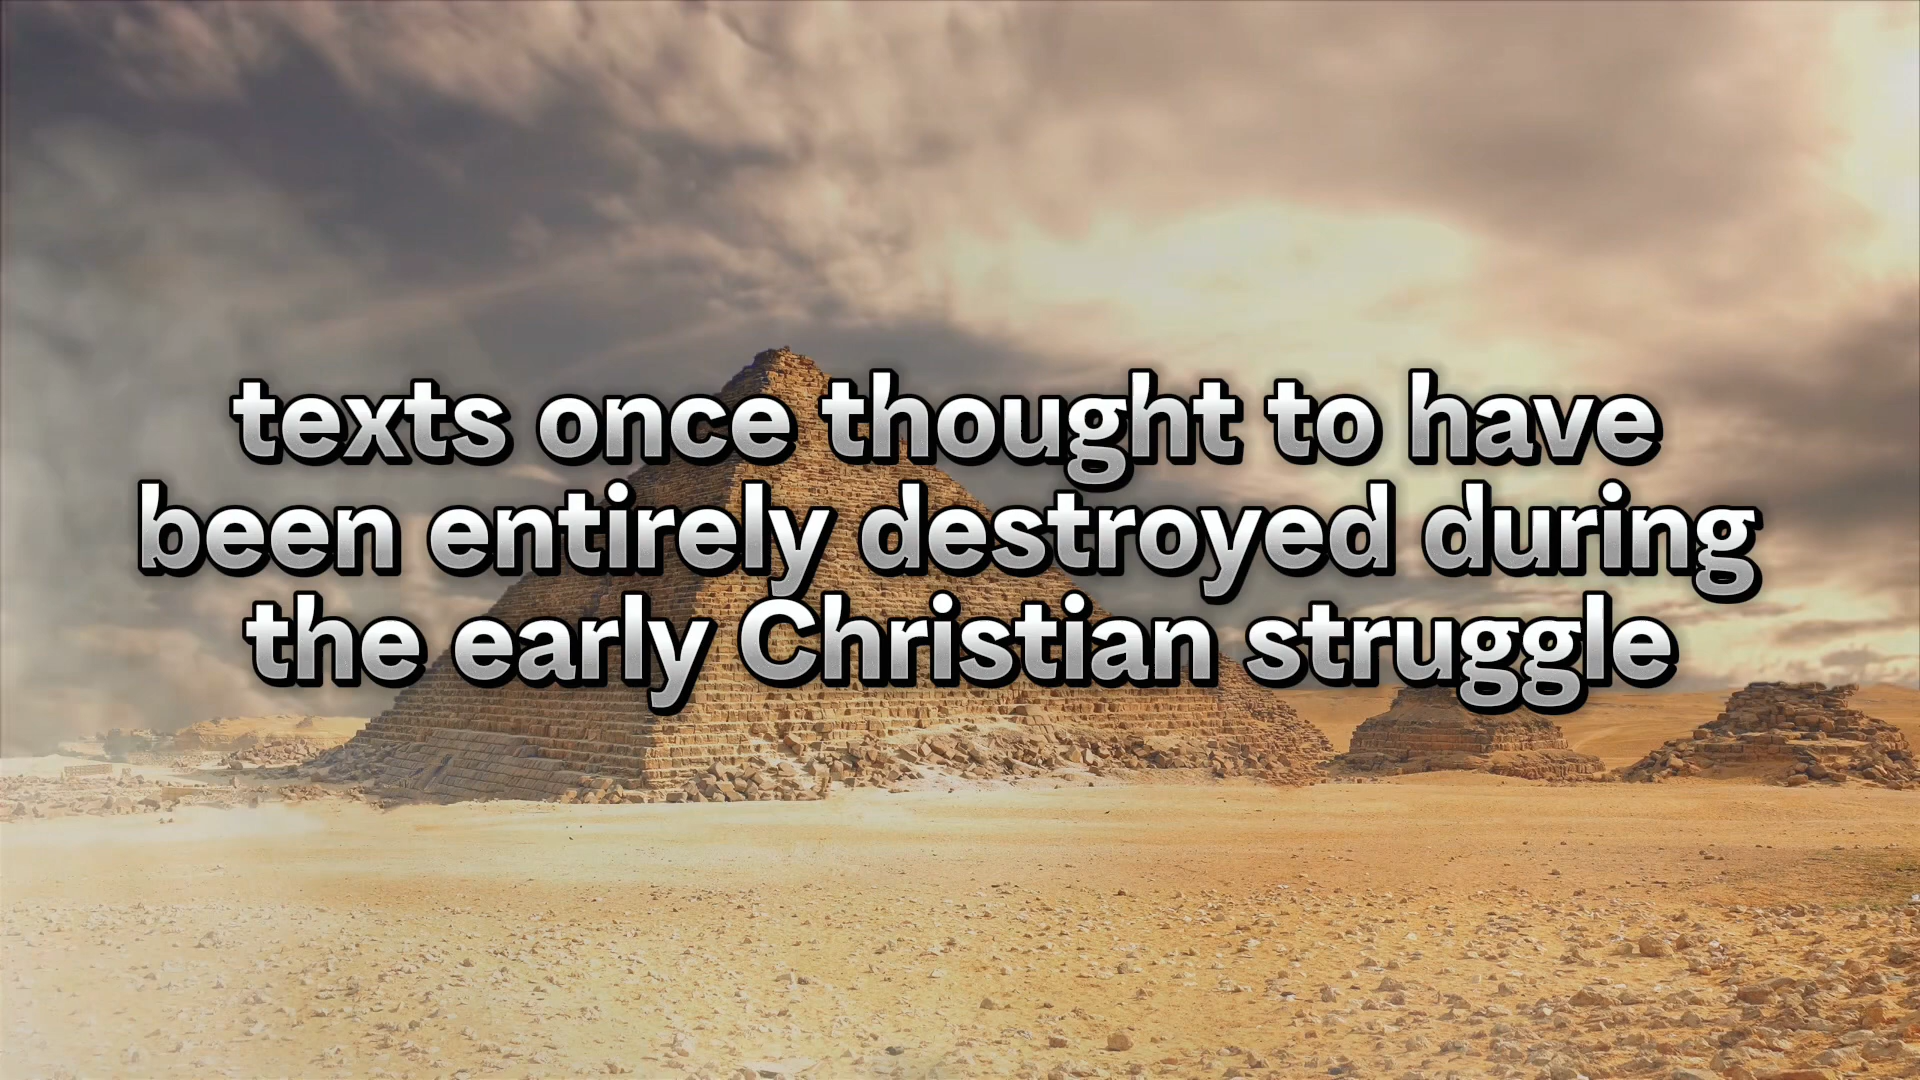 texts once thought to have
been entirely destroyed during
the early Christian struggle